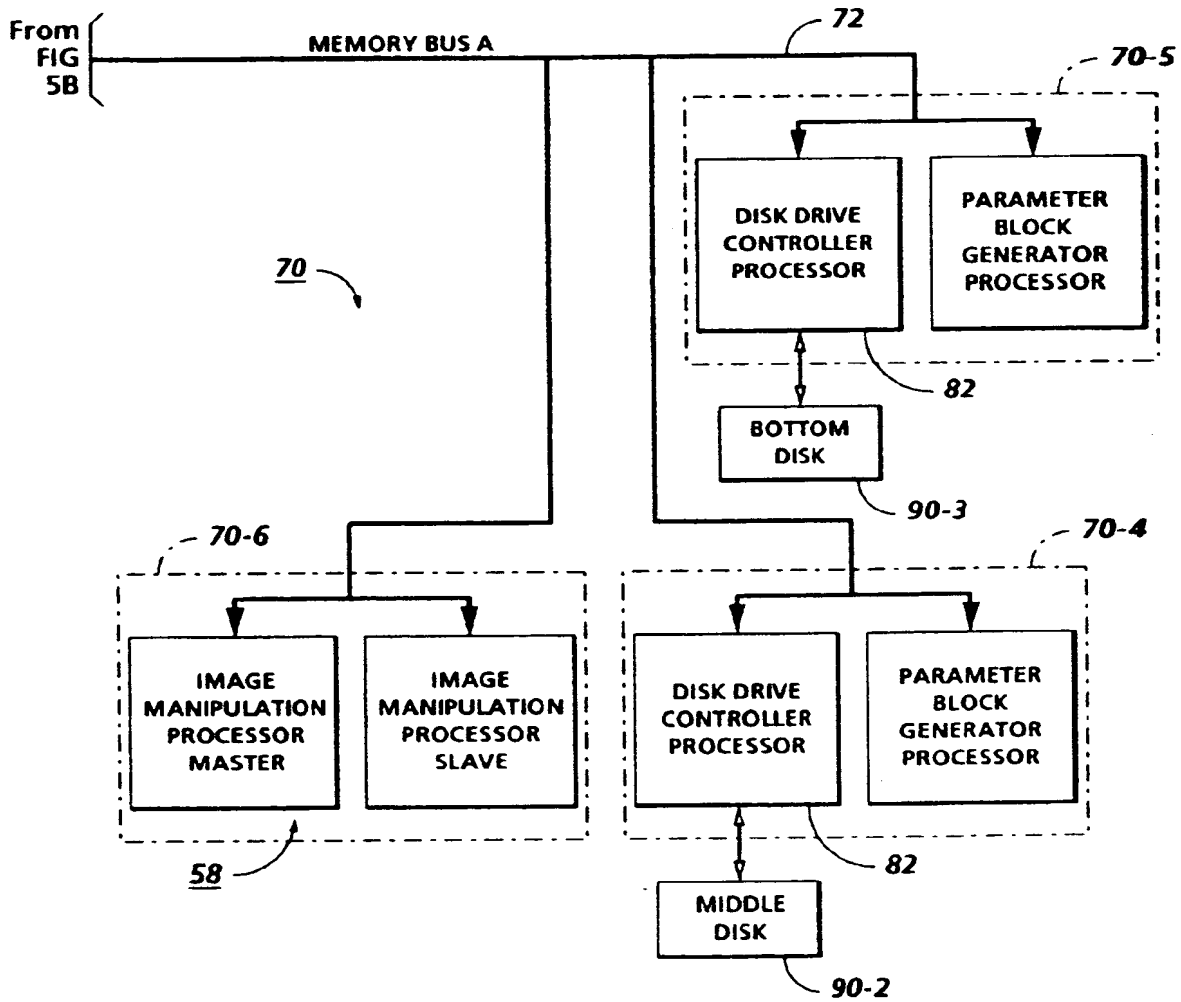 From
FIG
5B
MEMORY BUS A
72
70-5
DISK DRIVE
CONTROLLER
PROCESSOR
PARAMETER
BLOCK
GENERATOR
PROCESSOR
70
82
BOTTOM
DISK
90-3
70-6
70-4
IMAGE
MANIPULATION
PROCESSOR
MASTER
IMAGE
MANIPULATION
PROCESSOR
SLAVE
DISK DRIVE
CONTROLLER
PROCESSOR
PARAMETER
BLOCK
GENERATOR
PROCESSOR
58
82
MIDDLE
DISK
90-2